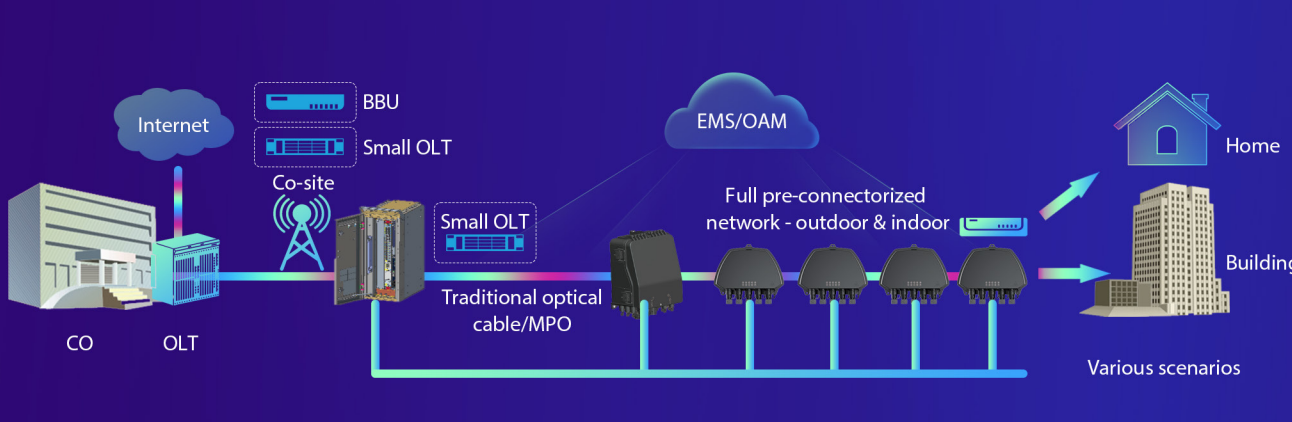 BBU
Internet
Small OLT
Co-site
Small OLT
CO
OLT
Traditional optical
cable/MPO
EMS/OAM
Full pre-connectorized
network - outdoor & indoor
Home
Building
Various scenarios